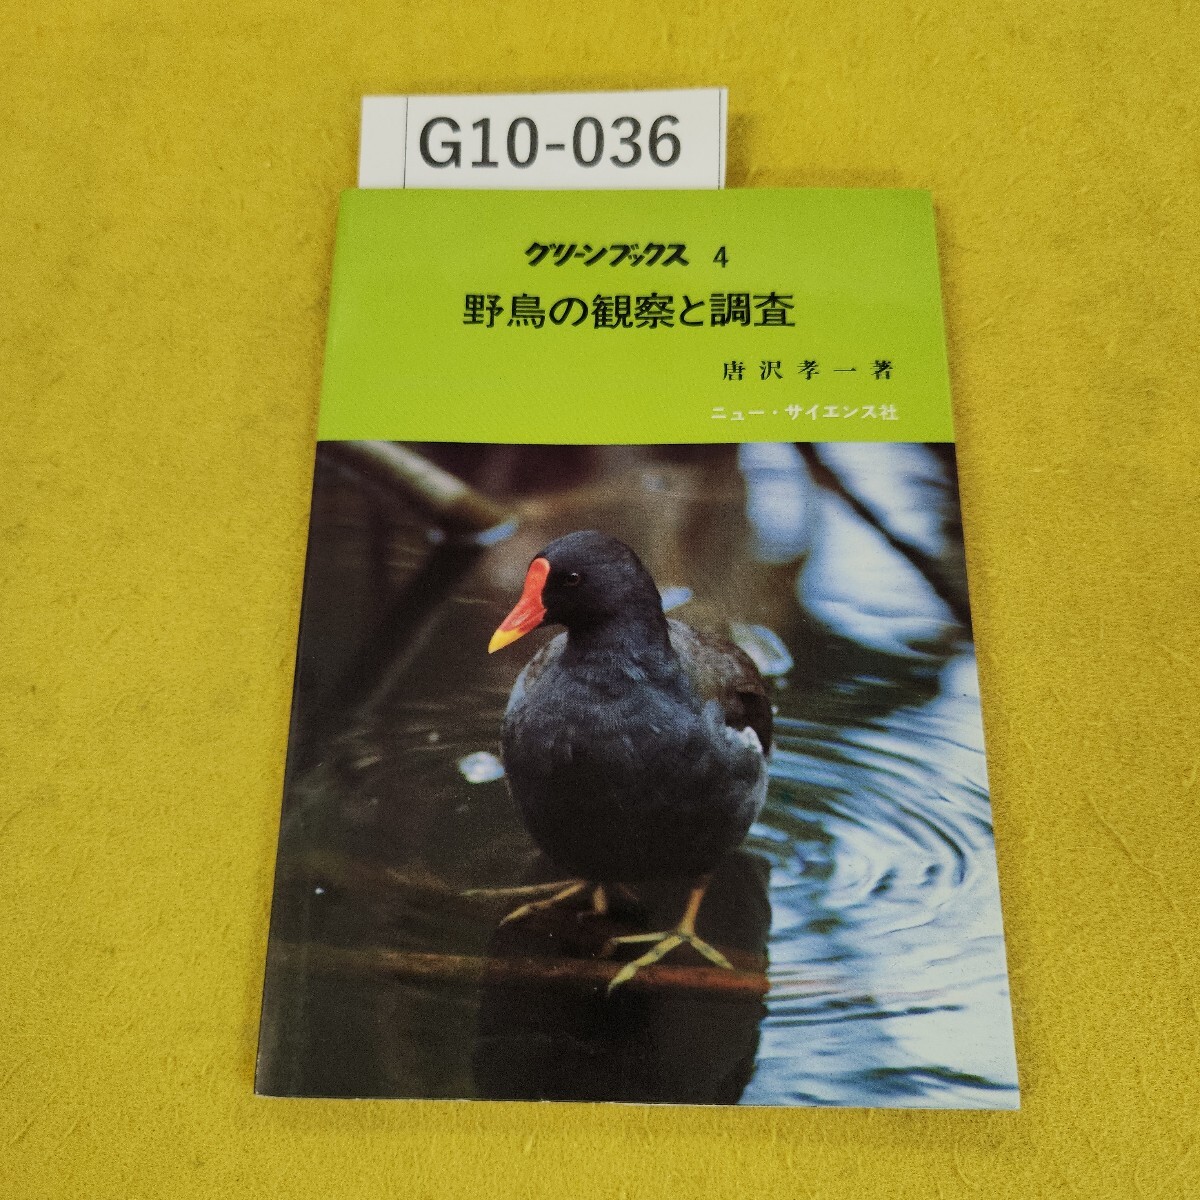 G10-036
グリーンブックス 4
野鳥の観察と調査
唐沢孝一著
ニュー・サイエンス社